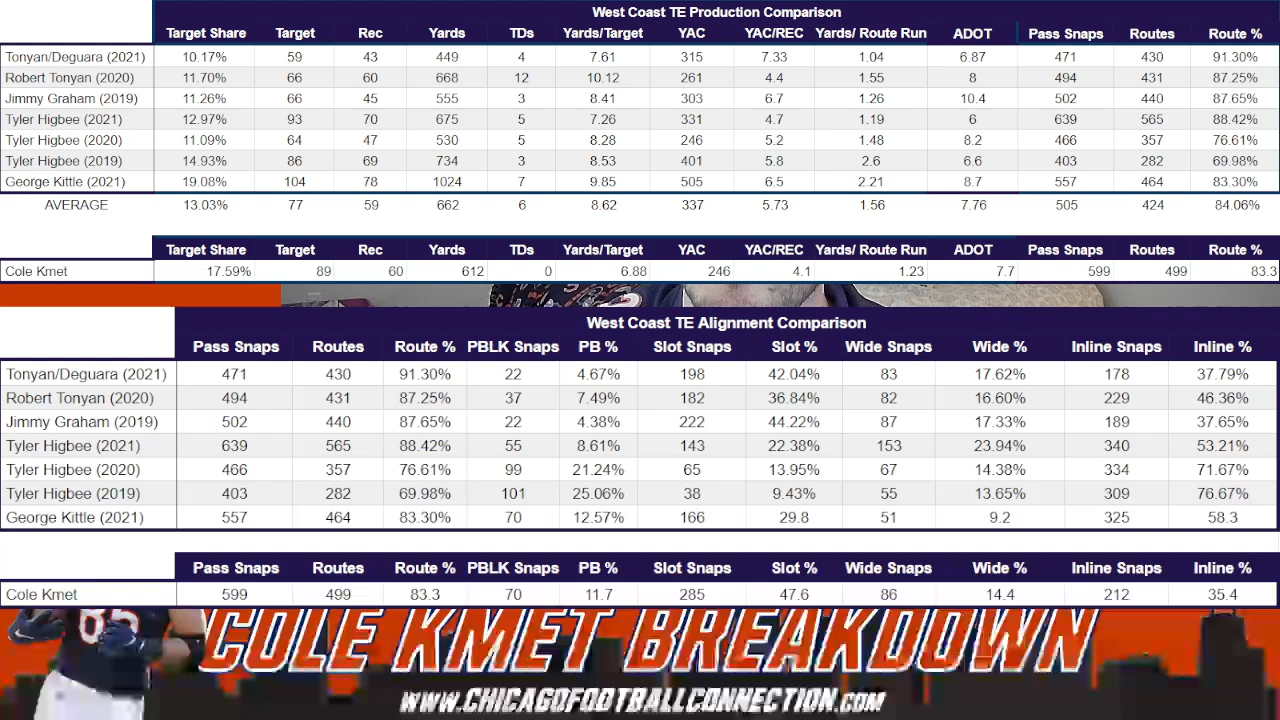 West Coast TE Production Comparison
Target Share Target Rec Yards TDs Yards/Target YAC YAC/REC Yards/ Route Run ADOT Pass Snaps Routes Route %
Tonyan/Deguara (2021) 10.17% 59 43 449 4 7.61 315 7.33 1.04 6.87 471 430 91.30%
Robert Tonyan (2020) 11.70% 66 60 668 12 10.12 261 4.4 1.55 8 494 431 87.25%
Jimmy Graham (2019) 11.26% 66 45 555 3 8.41 303 6.7 1.26 10.4 502 440 87.65%
Tyler Higbee (2021) 12.97% 93 70 675 5 7.26 331 4.7 1.19 6 639 565 88.42%
Tyler Higbee (2020) 11.09% 64 47 530 5 8.28 246 5.2 1.48 8.2 466 357 76.61%
Tyler Higbee (2019) 14.93% 86 69 734 3 8.53 401 5.8 2.6 6.6 403 282 69.98%
George Kittle (2021) 19.08% 104 78 1024 7 9.85 505 6.5 2.21 8.7 557 464 83.30%
AVERAGE 13.03% 77 59 662 6 8.62 337 5.73 1.56 7.76 505 424 84.06%
Target Share Target Rec Yards TDs Yards/Target YAC YAC/REC Yards/ Route Run ADOT Pass Snaps Routes Route %
Cole Kmet 17.59% 89 60 612 0 6.88 246 4.1 1.23 7.7 599 499 83.3
West Coast TE Alignment Comparison
Pass Snaps Routes Route % PBLK Snaps PB % Slot Snaps Slot % Wide Snaps Wide % Inline Snaps Inline %
Tonyan/Deguara (2021) 471 430 91.30% 22 4.67% 198 42.04% 83 17.62% 178 37.79%
Robert Tonyan (2020) 494 431 87.25% 37 7.49% 182 36.84% 82 16.60% 229 46.36%
Jimmy Graham (2019) 502 440 87.65% 22 4.38% 222 44.22% 87 17.33% 189 37.65%
Tyler Higbee (2021) 639 565 88.42% 55 8.61% 143 22.38% 153 23.94% 340 53.21%
Tyler Higbee (2020) 466 357 76.61% 99 21.24% 65 13.95% 67 14.38% 334 71.67%
Tyler Higbee (2019) 403 282 69.98% 101 25.06% 38 9.43% 55 13.65% 309 76.67%
George Kittle (2021) 557 464 83.30% 70 12.57% 166 29.8 51 9.2 325 58.3
Pass Snaps Routes Route % PBLK Snaps PB % Slot Snaps Slot % Wide Snaps Wide % Inline Snaps Inline %
Cole Kmet 599 499 83.3 70 11.7 285 47.6 86 14.4 212 35.4
COLE KMET BREAKDOWN
WWW.CHICAGOFOOTBALLCONNECTION.COM